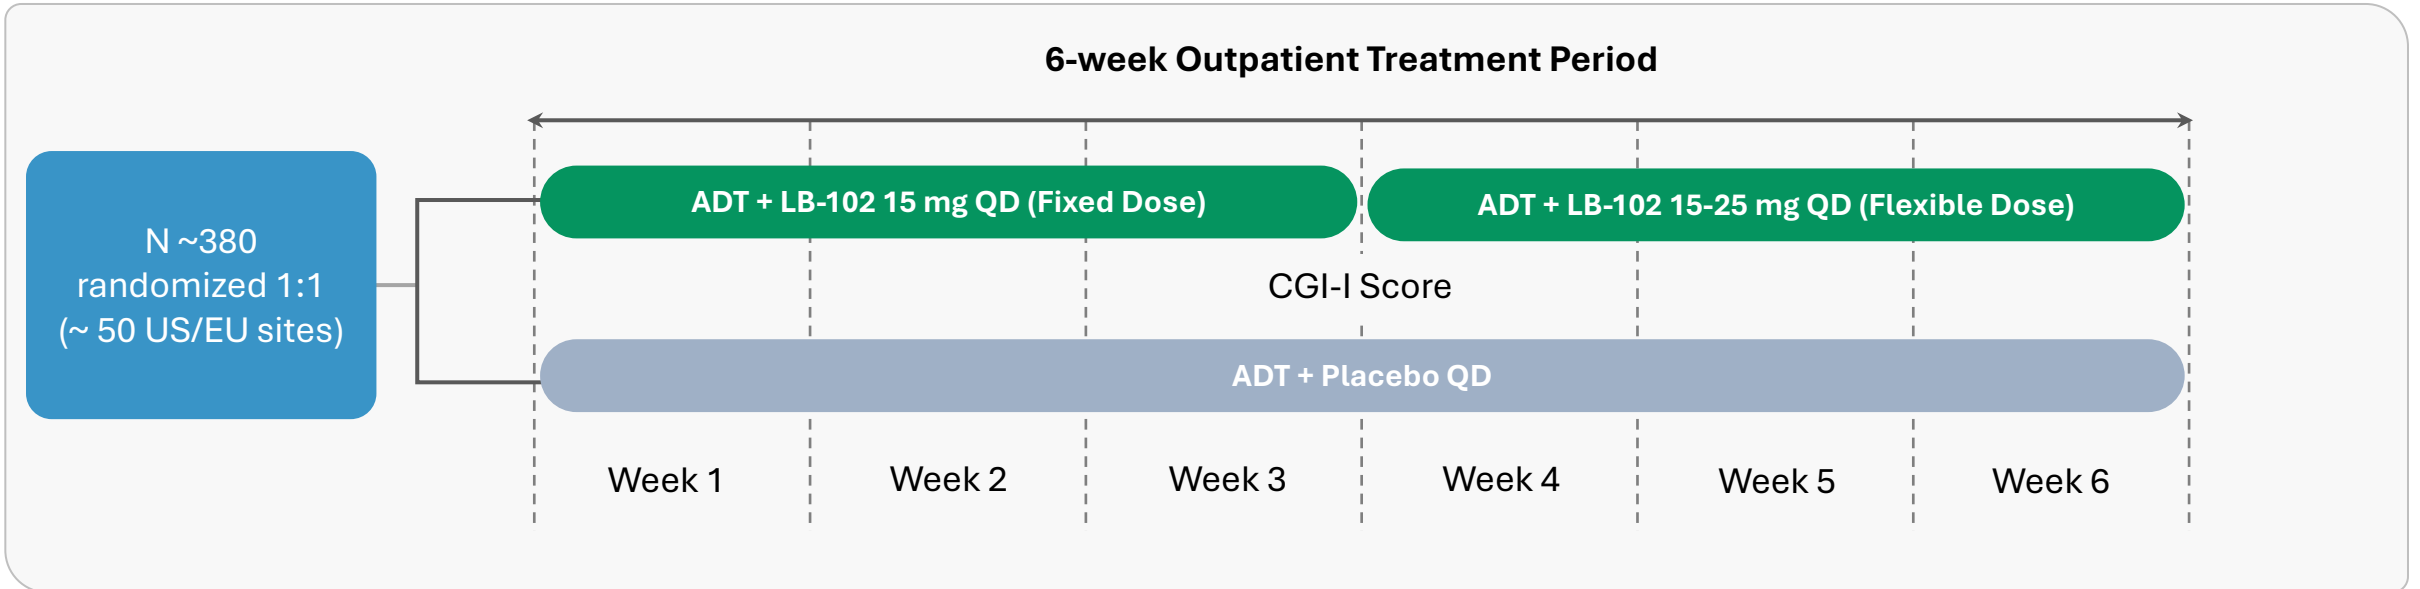 6-week Outpatient Treatment Period
N ~380
randomized 1:1
(~ 50 US/EU sites)
ADT + LB-102 15 mg QD (Fixed Dose)
ADT + LB-102 15-25 mg QD (Flexible Dose)
CGI-I Score
ADT + Placebo QD
Week 1
Week 2
Week 3
Week 4
Week 5
Week 6